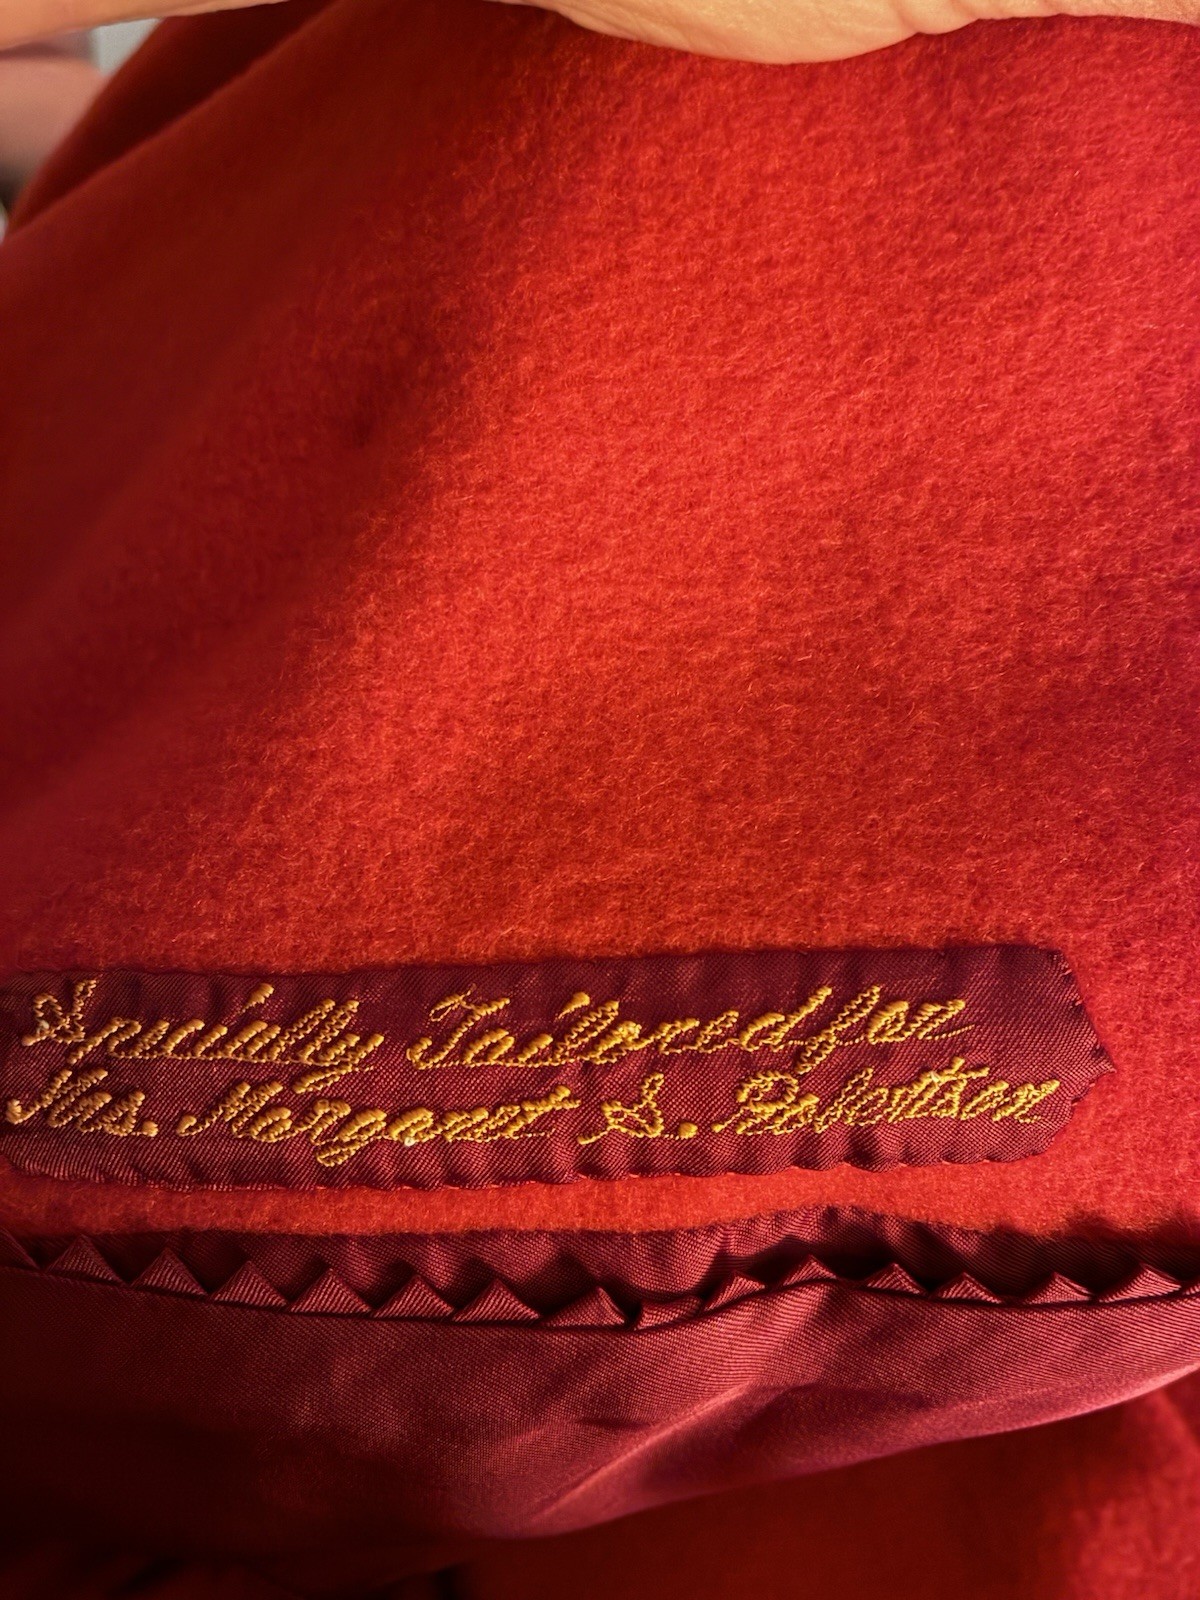 Specially Tailored for
Mrs. Margaret S. Robertson